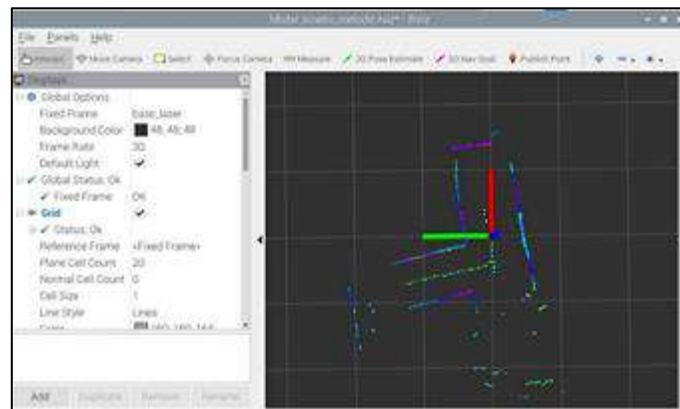 File Panels Help
Interact Move Camera Select Focus Camera Measure 2D Pose Estimate 2D Nav Goal Publish Point
Displays
Global Options
Fixed Frame base_laser
Background Color 48; 48; 48
Frame Rate 30
Default Light
Global Status: Ok
Fixed Frame OK
Grid
Status: Ok
Reference Frame <Fixed Frame>
Plane Cell Count 20
Normal Cell Count 0
Cell Size 1
Line Style Lines
Add Duplicate Remove Rename